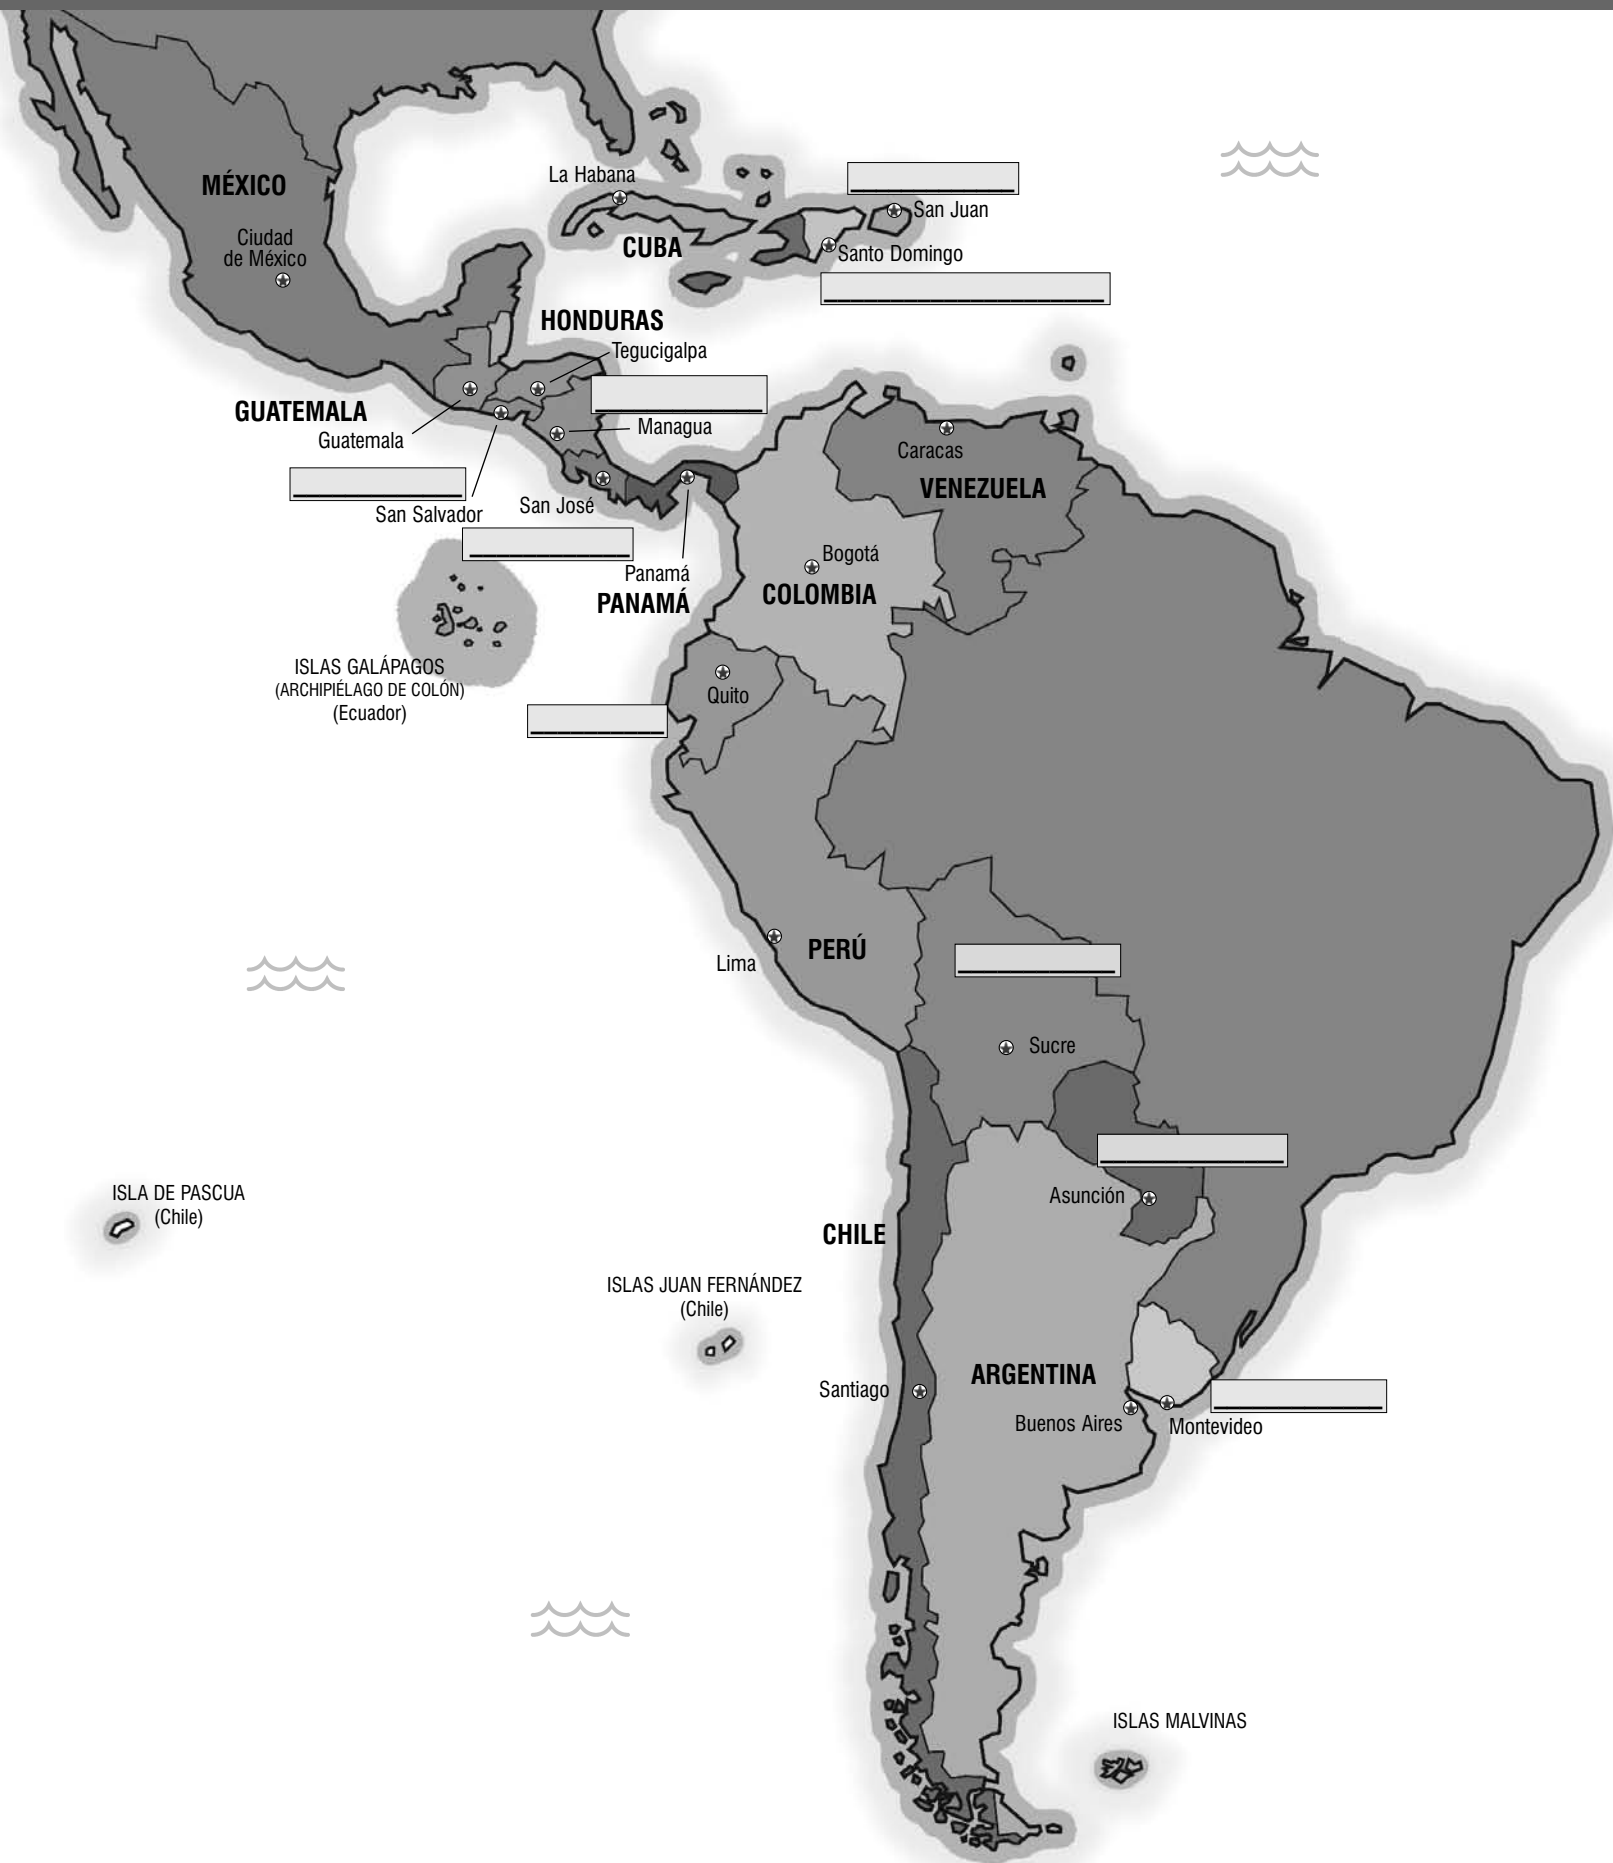 MÉXICO
Ciudad
de México
La Habana
CUBA
San Juan
Santo Domingo
HONDURAS
Tegucigalpa
GUATEMALA
Guatemala
Managua
San Salvador
San José
Panamá
PANAMÁ
Caracas
VENEZUELA
Bogotá
COLOMBIA
ISLAS GALÁPAGOS
(ARCHIPIÉLAGO DE COLÓN)
(Ecuador)
Quito
Lima
PERÚ
Sucre
ISLA DE PASCUA
(Chile)
Asunción
CHILE
ISLAS JUAN FERNÁNDEZ
(Chile)
Santiago
ARGENTINA
Buenos Aires
Montevideo
ISLAS MALVINAS